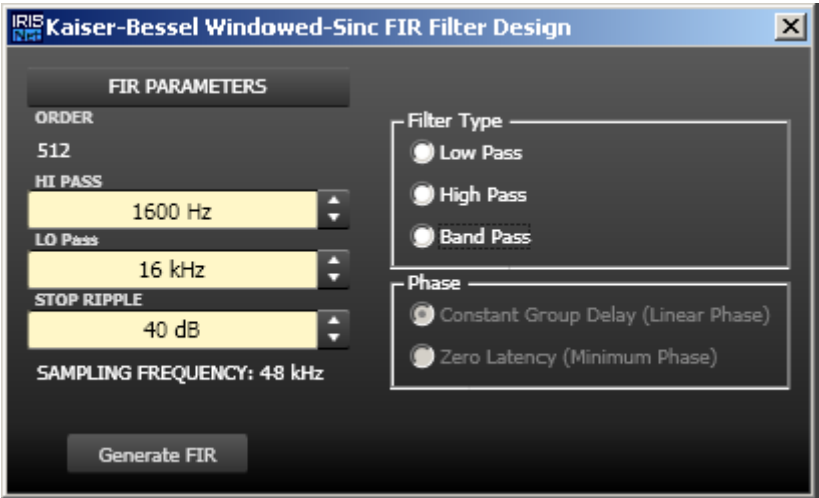 IRIS
NET
Kaiser-Bessel Windowed-Sinc FIR Filter Design
FIR PARAMETERS
ORDER
512
HI PASS
1600 Hz
LO Pass
16 kHz
STOP RIPPLE
40 dB
SAMPLING FREQUENCY: 48 kHz
Generate FIR
Filter Type
Low Pass
High Pass
Band Pass
Phase
Constant Group Delay (Linear Phase)
Zero Latency (Minimum Phase)